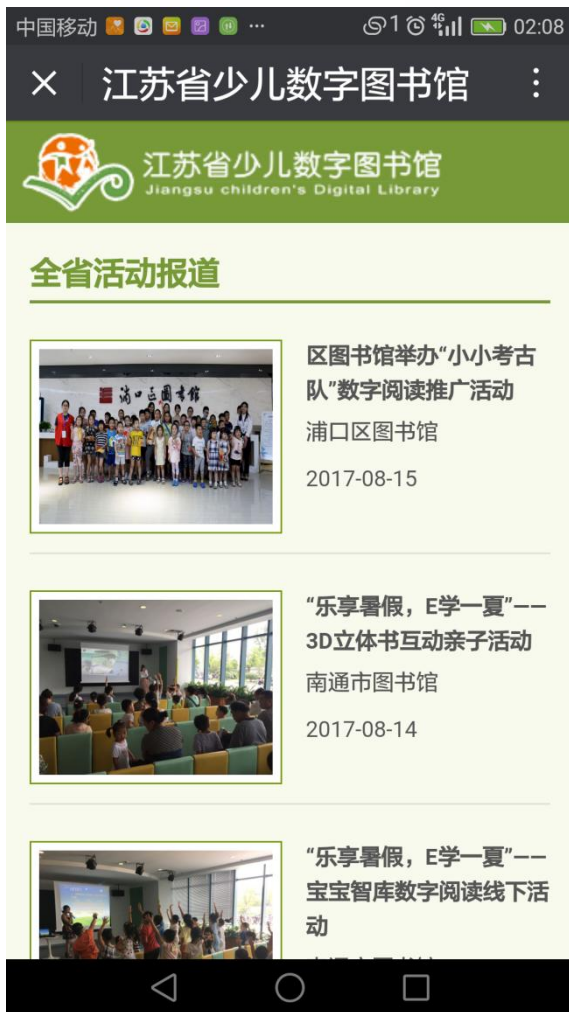 中国移动 … 1 4G 02:08
江苏省少儿数字图书馆
江苏省少儿数字图书馆
Jiangsu children's Digital Library
全省活动报道
浦口区图书馆
区图书馆举办“小小考古
队”数字阅读推广活动
浦口区图书馆
2017-08-15
“乐享暑假，E学一夏”——
3D立体书互动亲子活动
南通市图书馆
2017-08-14
“乐享暑假，E学一夏”——
宝宝智库数字阅读线下活
动